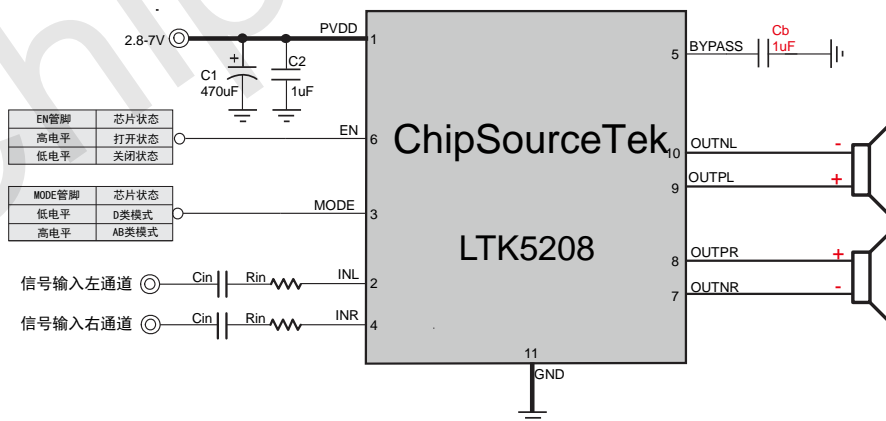 Chip
2.8-7V
PVDD
1
C1
470uF
+
C2
1uF
EN管脚 芯片状态
高电平 打开状态
低电平 关闭状态
EN
6
MODE管脚 芯片状态
低电平 D类模式
高电平 AB类模式
MODE
3
信号输入左通道
Cin
Rin
INL
2
信号输入右通道
Cin
Rin
INR
4
ChipSourceTek
LTK5208
5
BYPASS
Cb
1uF
10
OUTNL
-
9
OUTPL
+
8
OUTPR
+
7
OUTNR
-
11
GND